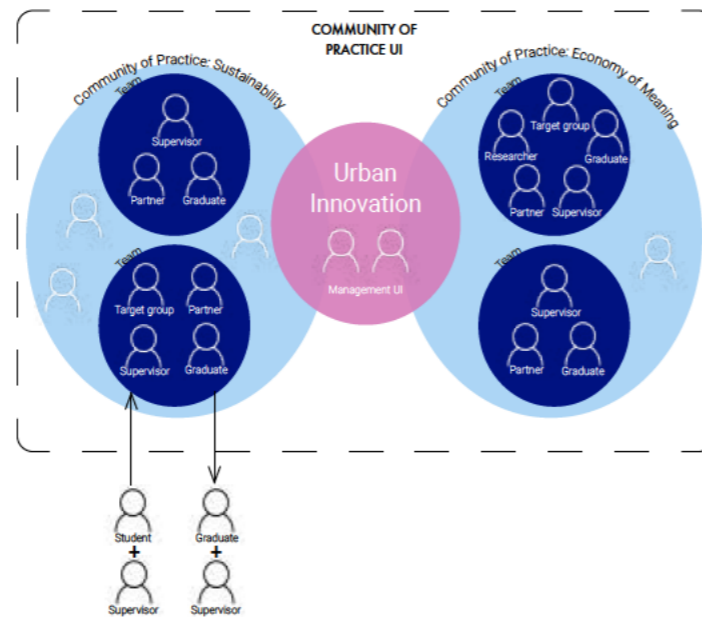 COMMUNITY OF
PRACTICE UI
Community of Practice: Sustainability
Team
Supervisor
Partner
Graduate
Team
Target group
Partner
Supervisor
Graduate
Urban
Innovation
Management UI
Community of Practice: Economy of Meaning
Team
Target group
Researcher
Graduate
Partner
Supervisor
Team
Supervisor
Partner
Graduate
Student
+
Supervisor
Graduate
+
Supervisor